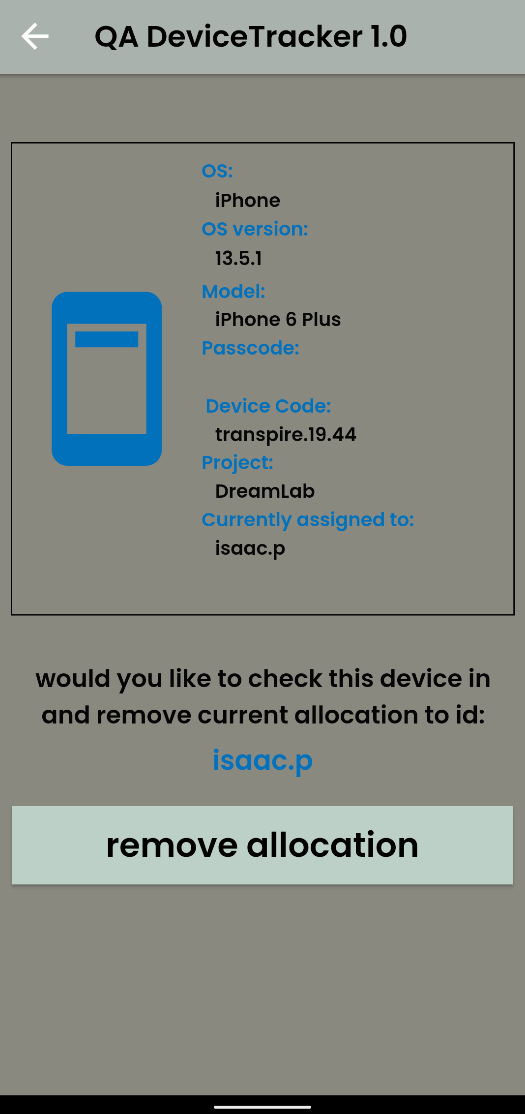 QA DeviceTracker 1.0
OS:
iPhone
OS version:
13.5.1
Model:
iPhone 6 Plus
Passcode:
Device Code:
transpire.19.44
Project:
DreamLab
Currently assigned to:
isaac.p
would you like to check this device in
and remove current allocation to id:
isaac.p
remove allocation